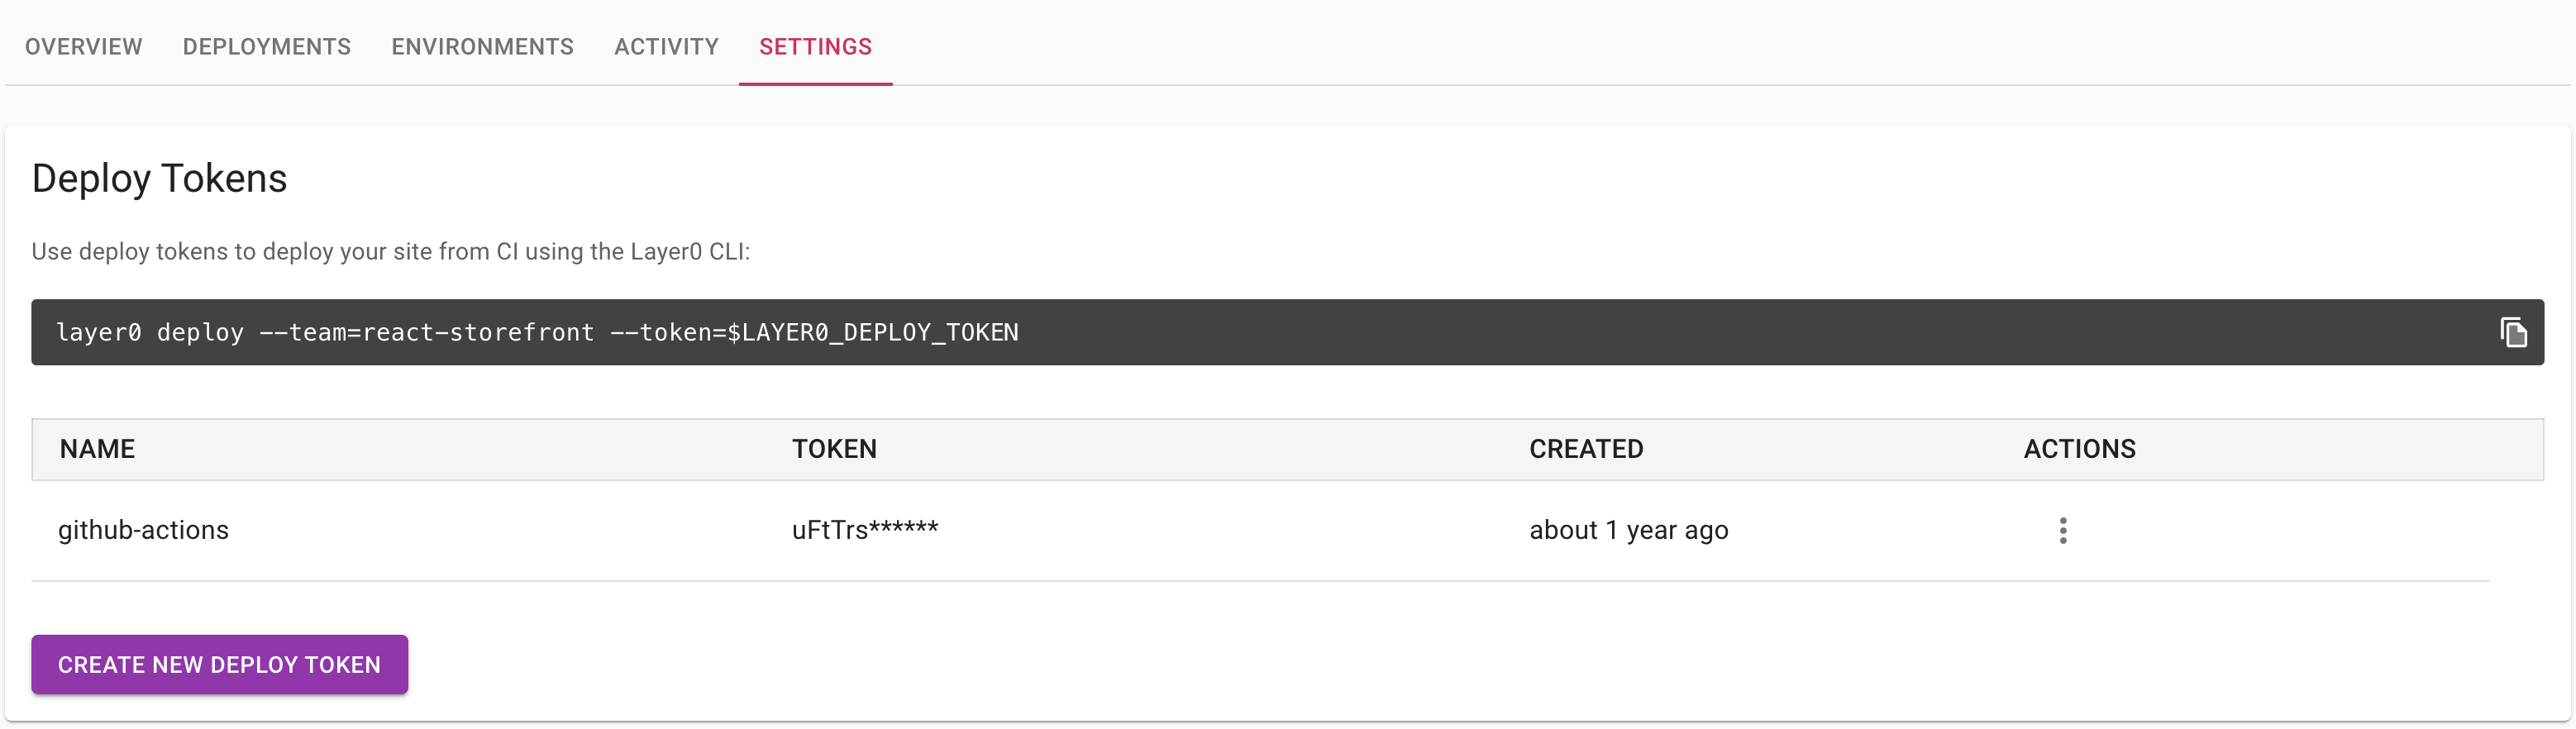 OVERVIEW DEPLOYMENTS ENVIRONMENTS ACTIVITY SETTINGS
Deploy Tokens
Use deploy tokens to deploy your site from CI using the Layer0 CLI:
layer0 deploy --team=react-storefront --token=$LAYER0_DEPLOY_TOKEN
NAME TOKEN CREATED ACTIONS
github-actions uFtTrs****** about 1 year ago
CREATE NEW DEPLOY TOKEN